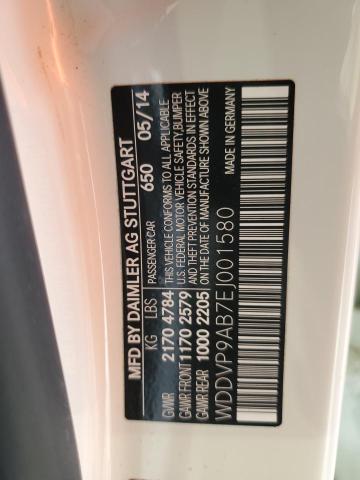 MFD BY DAIMLER AG STUTTGART
KG LBS PASSENGER CAR 650 05/14
GVWR 2170 4784 THIS VEHICLE CONFORMS TO ALL APPLICABLE
GAWR FRONT 1170 2579 U.S. FEDERAL MOTOR VEHICLE SAFETY, BUMPER
GAWR REAR 1000 2205 AND THEFT PREVENTION STANDARDS IN EFFECT
ON THE DATE OF MANUFACTURE SHOWN ABOVE
WDDVP9AB7EJ001580 MADE IN GERMANY